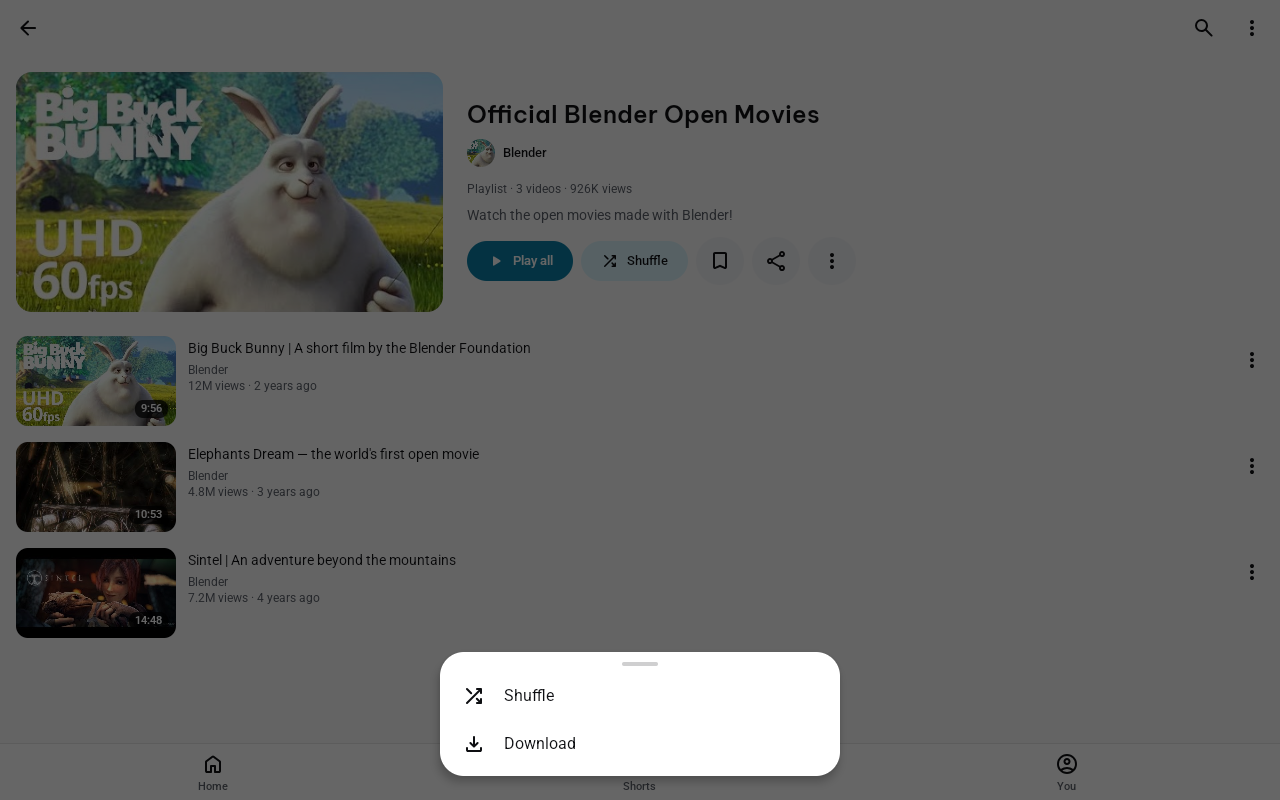 Big Buck
BUNNY
UHD
60fps
Official Blender Open Movies
Blender
Playlist · 3 videos · 926K views
Watch the open movies made with Blender!
Play all
Shuffle
Big Buck
BUNNY
UHD
60fps
9:56
Big Buck Bunny | A short film by the Blender Foundation
Blender
12M views · 2 years ago
10:53
Elephants Dream — the world's first open movie
Blender
4.8M views · 3 years ago
SINTEL
14:48
Sintel | An adventure beyond the mountains
Blender
7.2M views · 4 years ago
Shuffle
Download
Home
Shorts
You